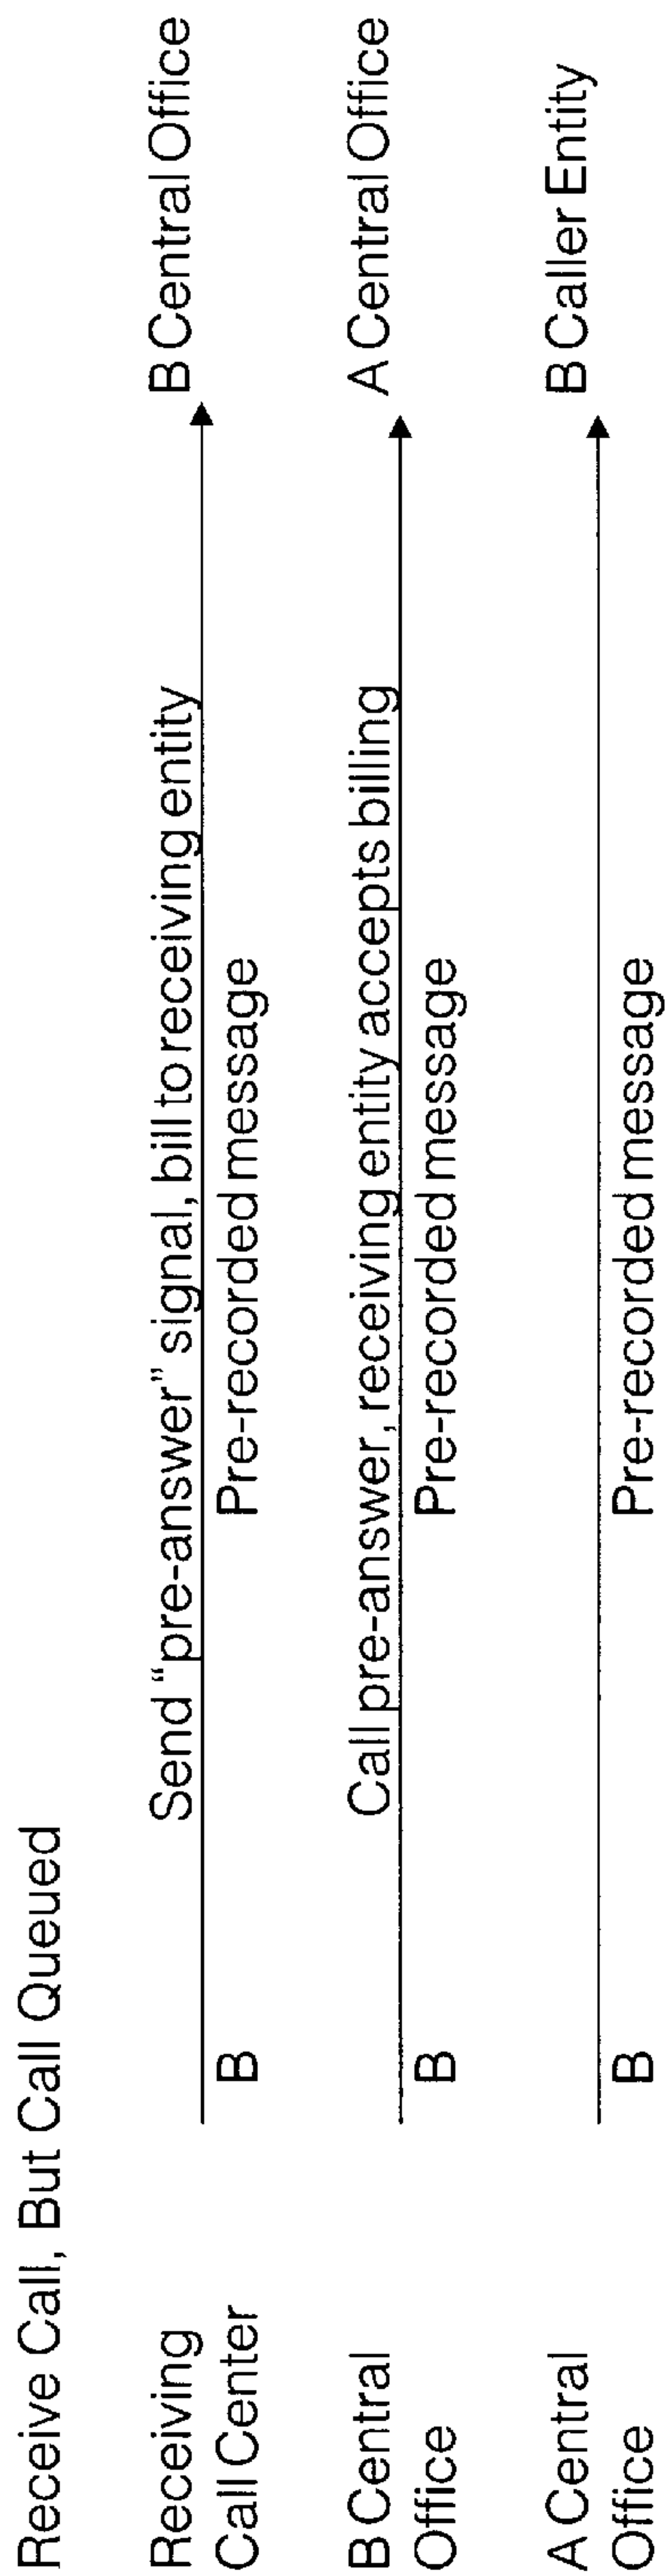 Receive Call, But Call Queued
Receiving
Call Center
Send “pre-answer” signal, bill to receiving entity
B
Pre-recorded message
B Central Office
B Central
Office
Call pre-answer, receiving entity accepts billing
B
Pre-recorded message
A Central Office
A Central
Office
B
Pre-recorded message
B Caller Entity